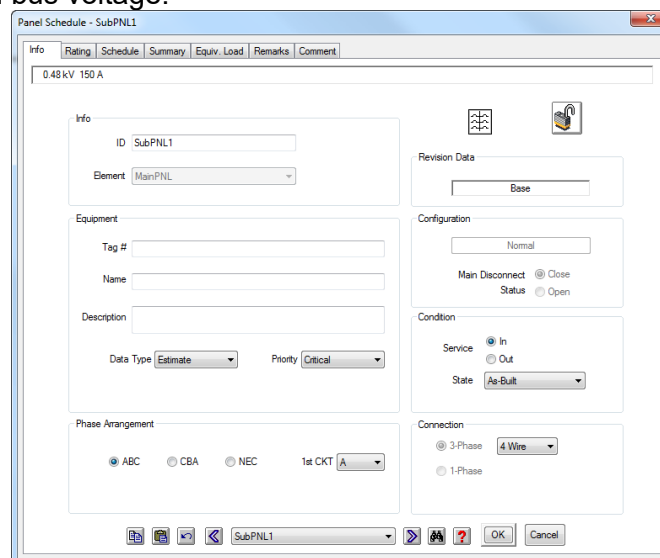 bus voltage.
Panel Schedule - SubPNL1
Info Rating Schedule Summary Equiv. Load Remarks Comment
0.48 kV 150 A
Info
ID SubPNL1
Element MainPNL
Revision Data
Base
Equipment
Tag #
Name
Description
Data Type Estimate Priority Critical
Configuration
Normal
Main Disconnect Close
Status Open
Condition
Service In
Out
State As-Built
Phase Arrangement
ABC CBA NEC 1st CKT A
Connection
3-Phase 4 Wire
1-Phase
SubPNL1 ? OK Cancel